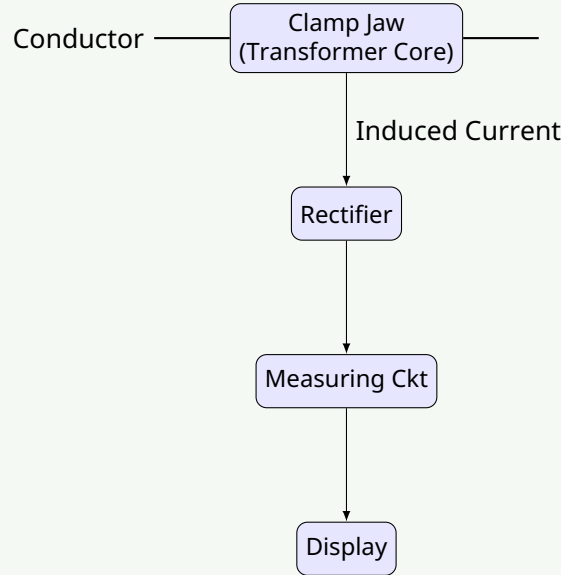 Conductor
Clamp Jaw
(Transformer Core)
Induced Current
Rectifier
Measuring Ckt
Display